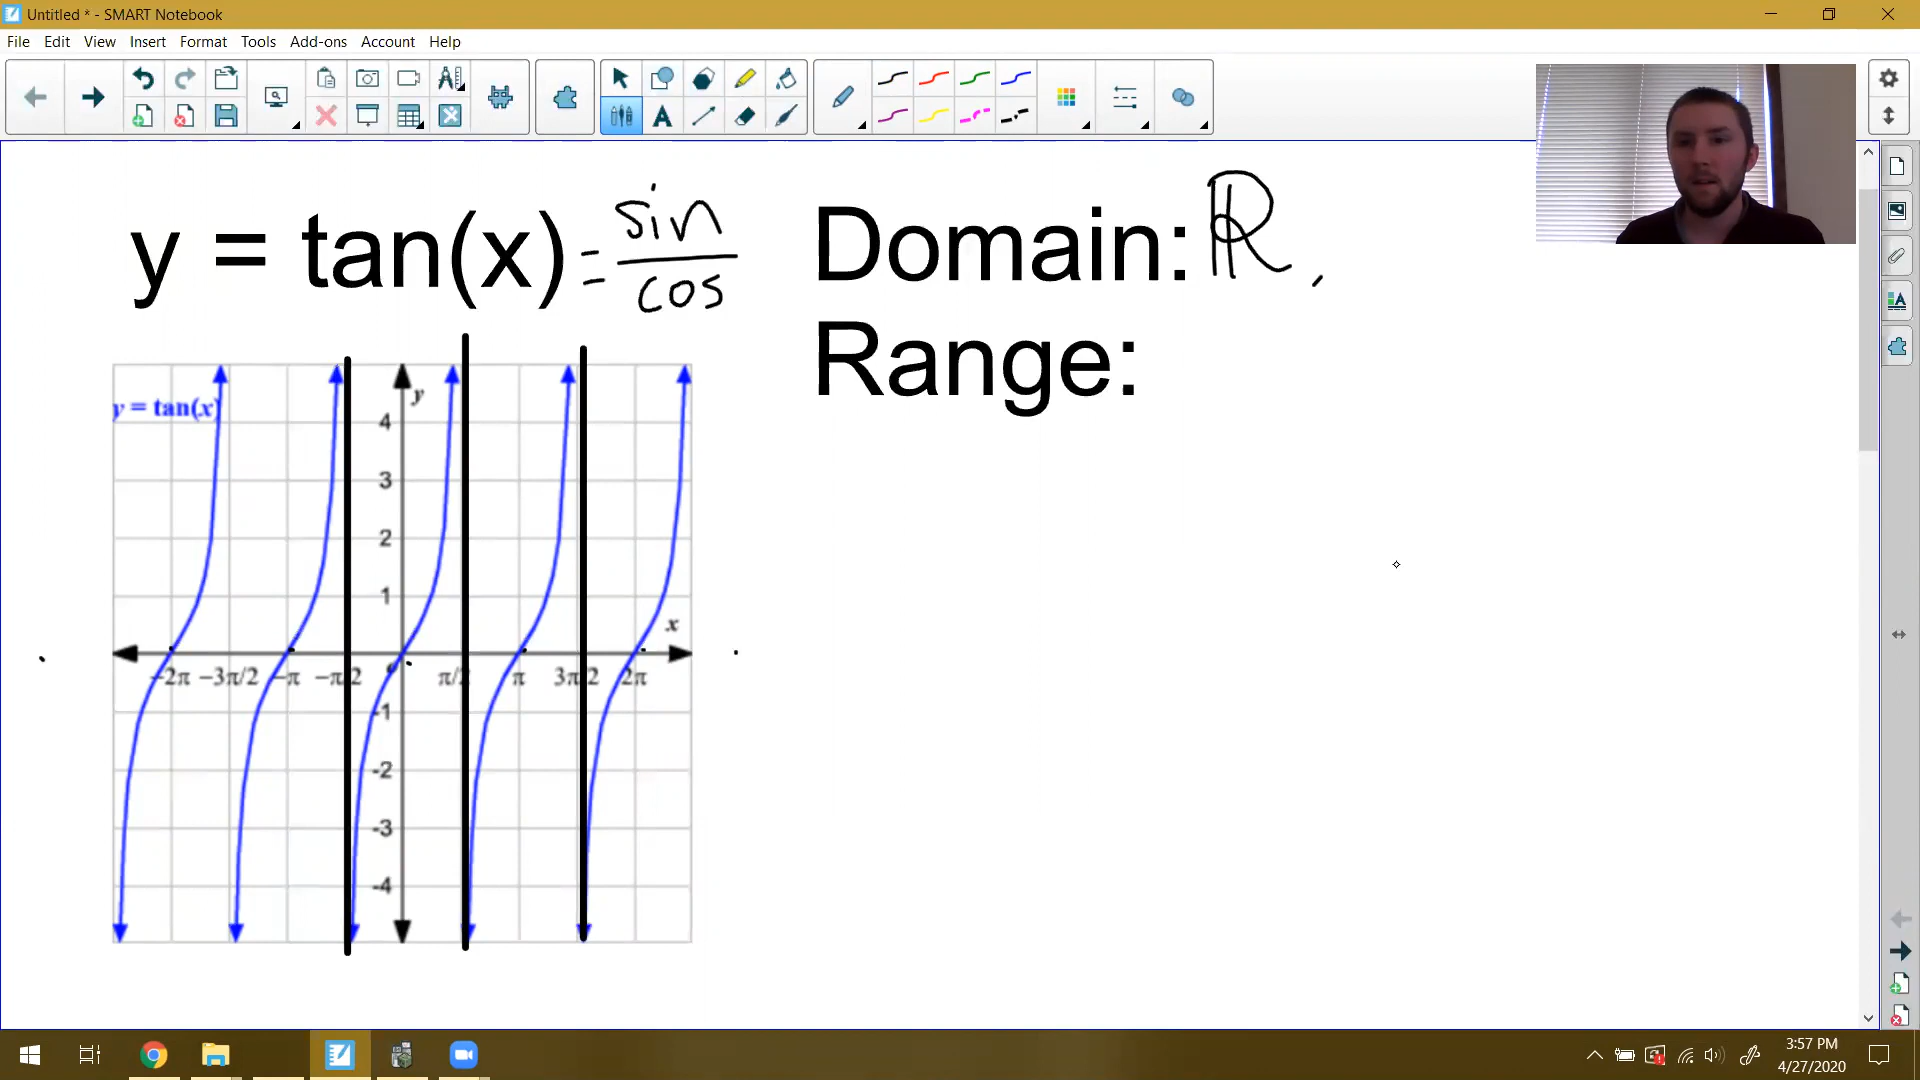 Untitled * - SMART Notebook
File Edit View Insert Format Tools Add-ons Account Help
y = tan(x) = sin/cos
Domain: ℝ,
Range:
y = tan(x)
y
4
3
2
1
x
-2π -3π/2 -π -π/2 0 π/2 π 3π/2 2π
-1
-2
-3
-4
3:57 PM
4/27/2020